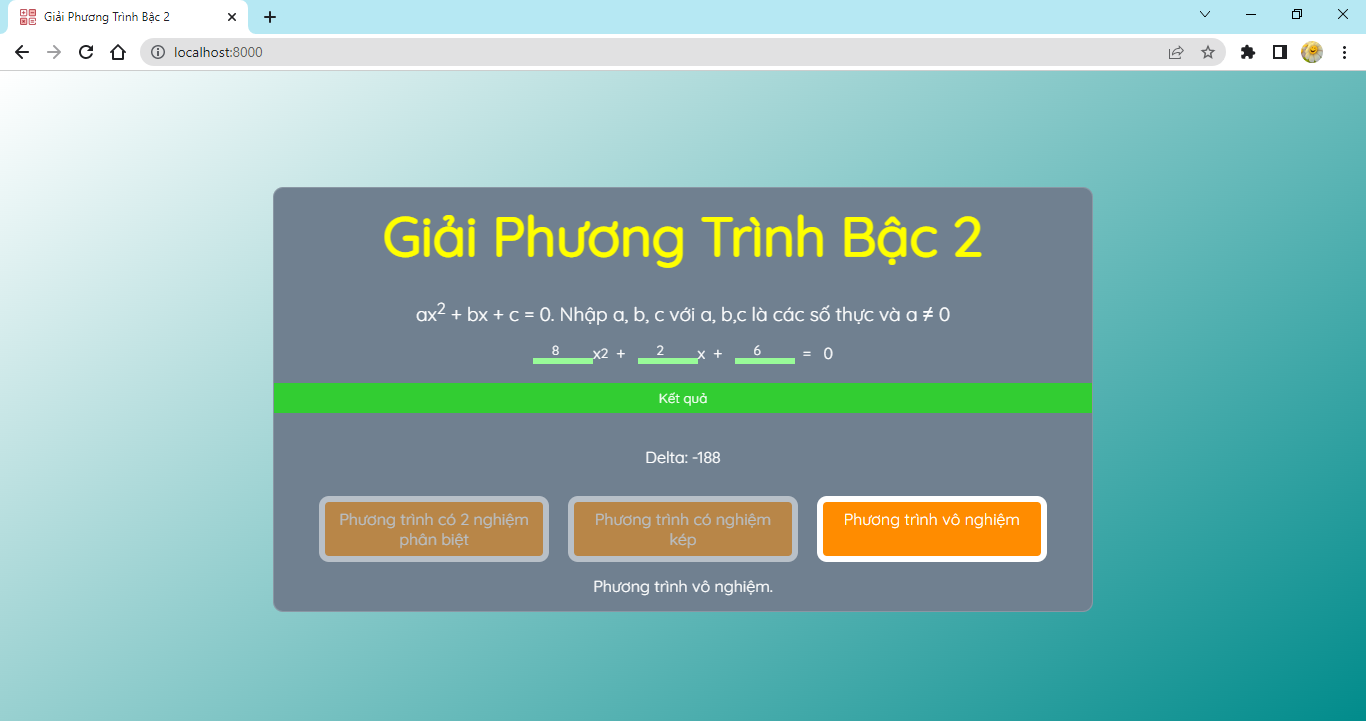 Giải Phương Trình Bậc 2
localhost:8000
Giải Phương Trình Bậc 2
ax2 + bx + c = 0. Nhập a, b, c với a, b,c là các số thực và a ≠ 0
8 x2 + 2 x + 6 = 0
Kết quả
Delta: -188
Phương trình có 2 nghiệm
phân biệt
Phương trình có nghiệm
kép
Phương trình vô nghiệm
Phương trình vô nghiệm.